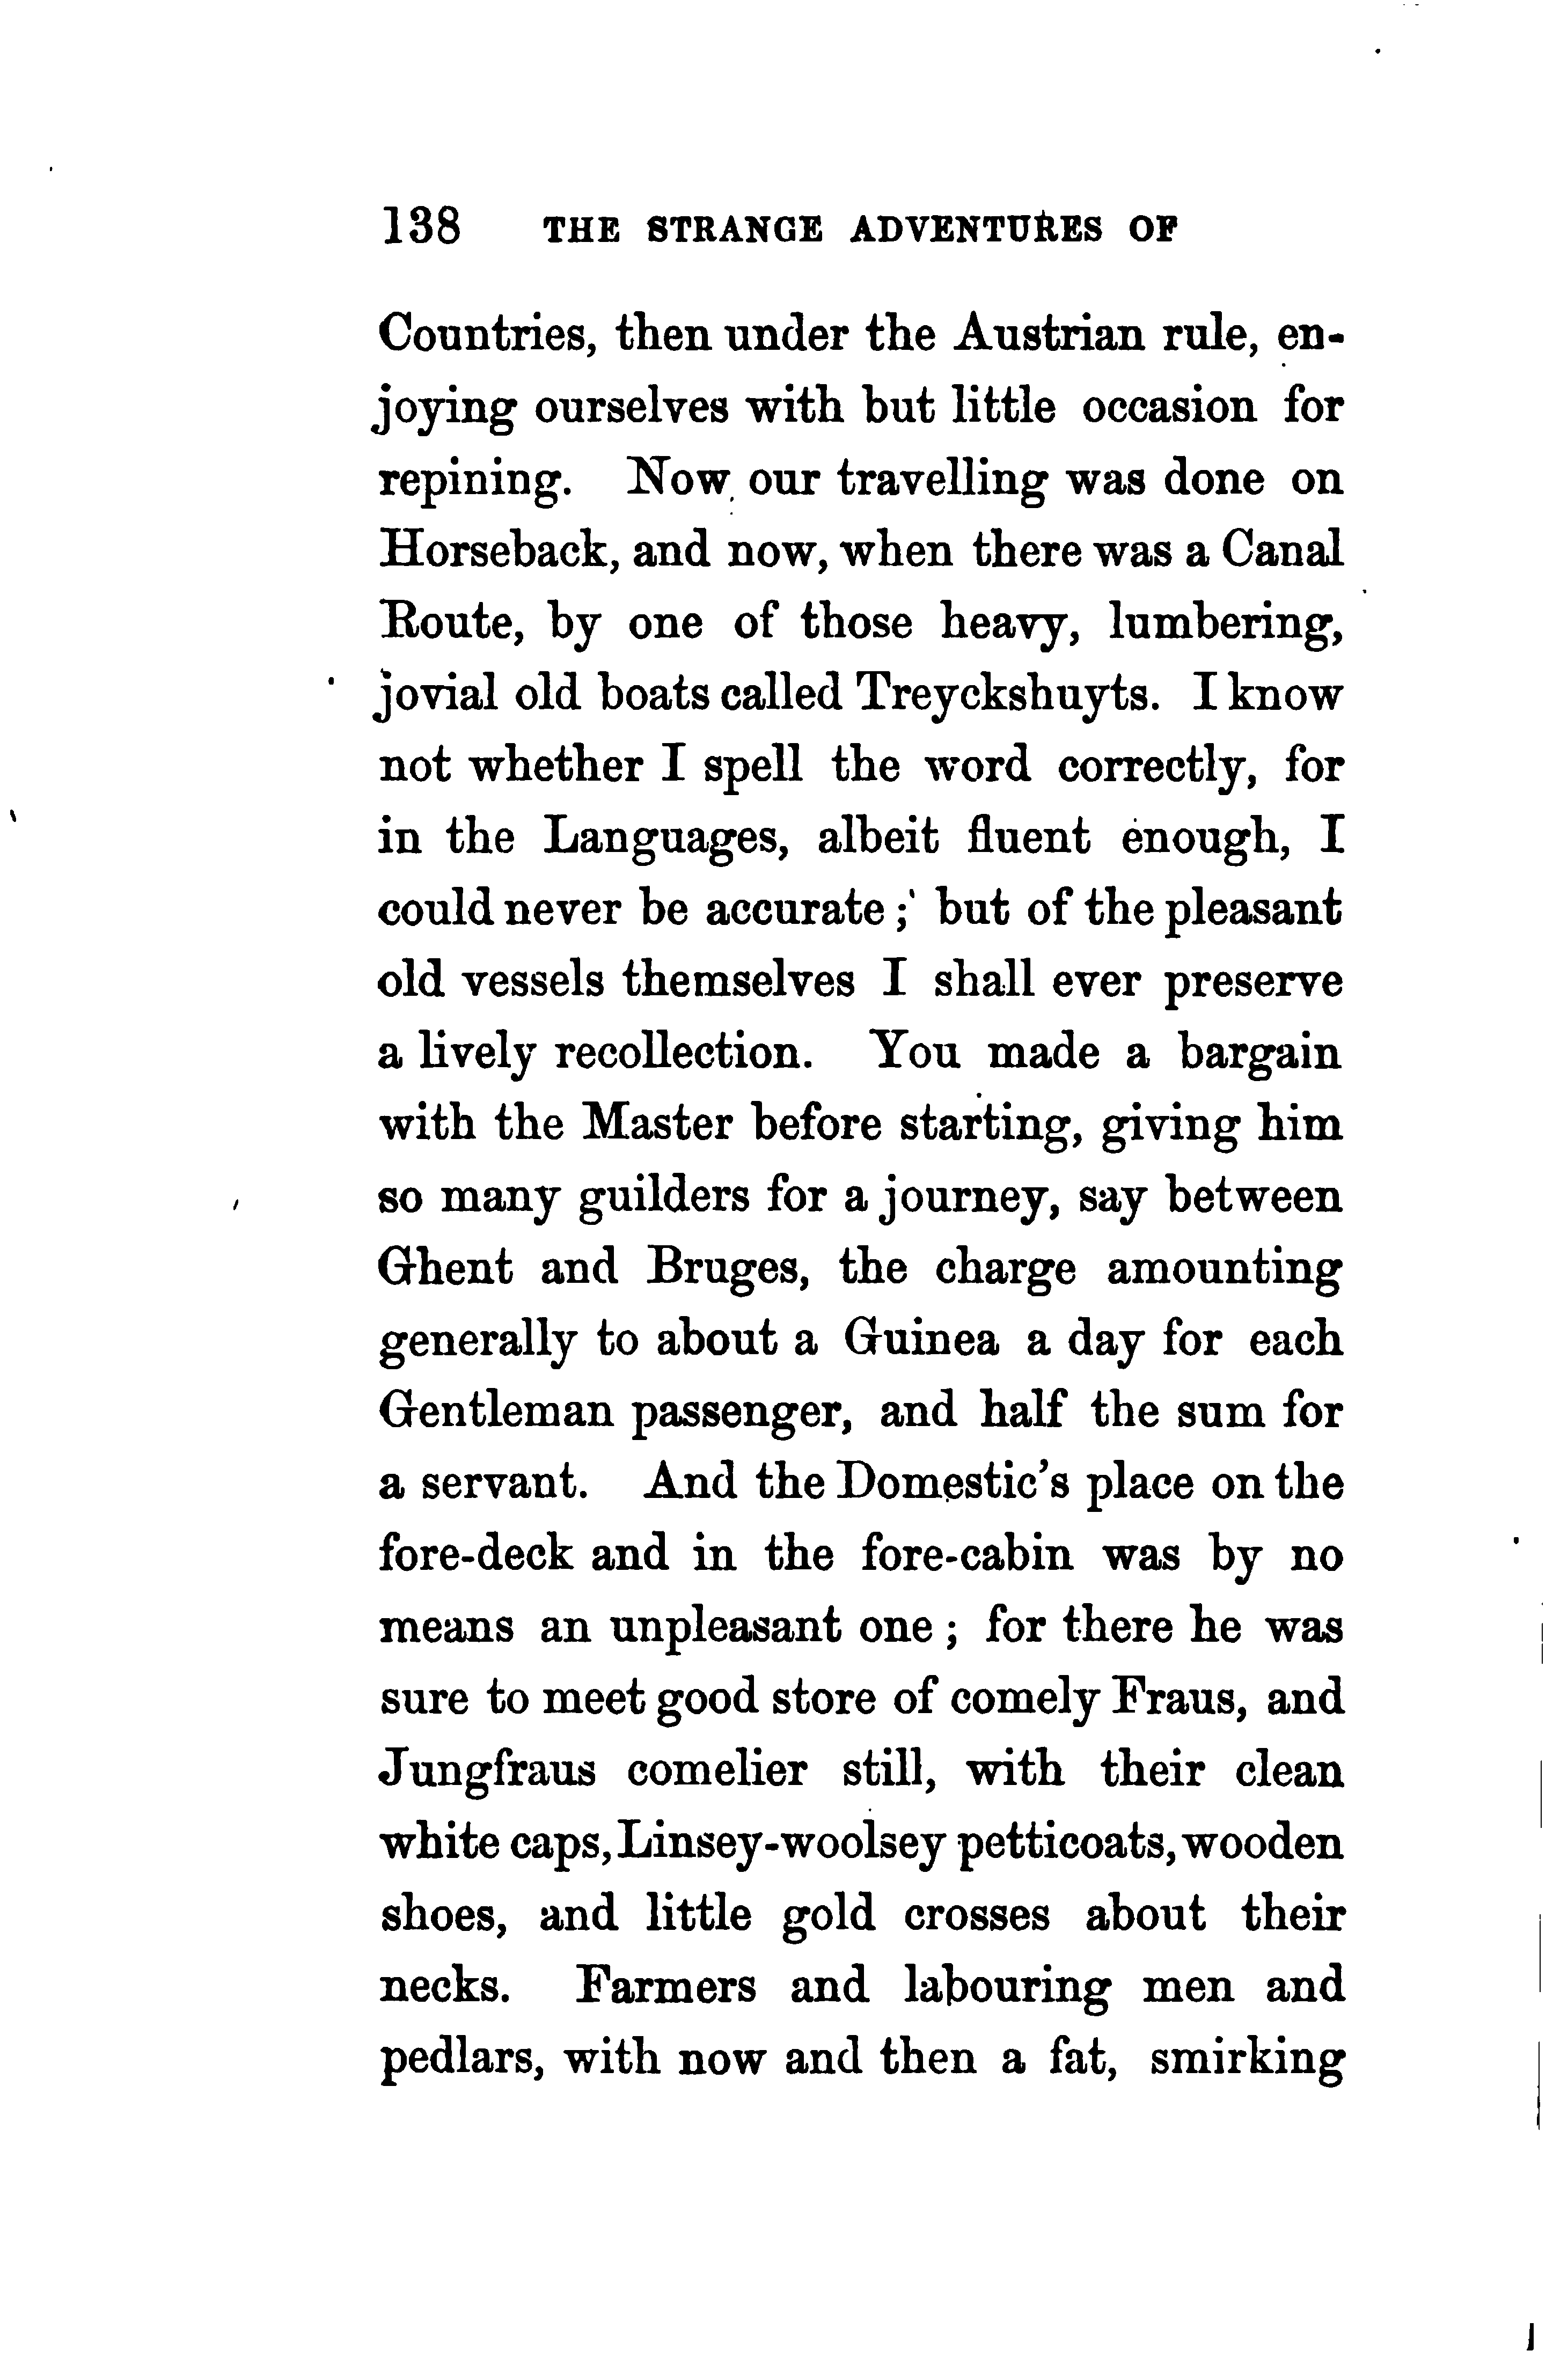 138 THE STRANGE ADVENTURES OF
Countries, then under the Austrian rule, en-
joying ourselves with but little occasion for
repining. Now our travelling was done on
Horseback, and now, when there was a Canal
Route, by one of those heavy, lumbering,
jovial old boats called Treyckshuyts. I know
not whether I spell the word correctly, for
in the Languages, albeit fluent enough, I
could never be accurate; but of the pleasant
old vessels themselves I shall ever preserve
a lively recollection. You made a bargain
with the Master before starting, giving him
so many guilders for a journey, say between
Ghent and Bruges, the charge amounting
generally to about a Guinea a day for each
Gentleman passenger, and half the sum for
a servant. And the Domestic's place on the
fore-deck and in the fore-cabin was by no
means an unpleasant one; for there he was
sure to meet good store of comely Fraus, and
Jungfraus comelier still, with their clean
white caps, Linsey-woolsey petticoats, wooden
shoes, and little gold crosses about their
necks. Farmers and labouring men and
pedlars, with now and then a fat, smirking